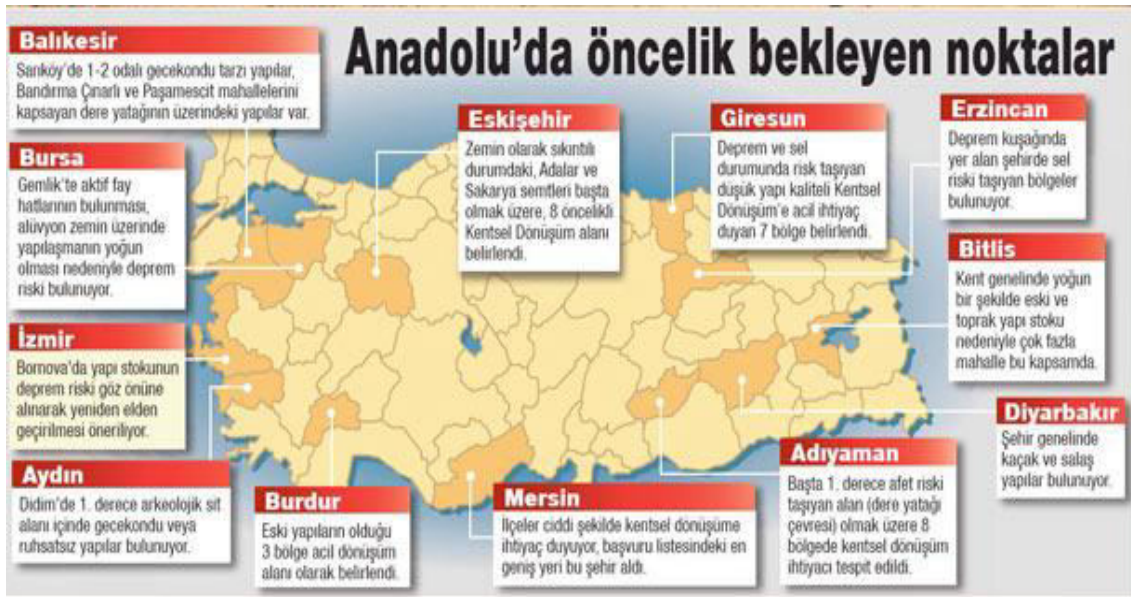 Anadolu'da öncelik bekleyen noktalar
Balıkesir
Sarıköy'de 1-2 odalı gecekondu tarzı yapılar,
Bandırma Çınarlı ve Paşamescit mahallelerini
kapsayan dere yatağının üzerindeki yapılar var.
Bursa
Gemlik'te aktif fay
hatlarının bulunması,
alüvyon zemin üzerinde
yapılaşmanın yoğun
olması nedeniyle deprem
riski bulunuyor.
İzmir
Bornova'da yapı stokunun
deprem riski göz önüne
alınarak yeniden elden
geçirilmesi öneriliyor.
Aydın
Didim'de 1. derece arkeolojik sit
alanı içinde gecekondu veya
ruhsatsız yapılar bulunuyor.
Burdur
Eski yapıların olduğu
3 bölge acil dönüşüm
alanı olarak belirlendi.
Eskişehir
Zemin olarak sıkıntılı
durumdaki, Adalar ve
Sakarya semtleri başta
olmak üzere, 8 öncelikli
Kentsel Dönüşüm alanı
belirlendi.
Mersin
İlçeler ciddi şekilde kentsel dönüşüme
ihtiyaç duyuyor, başvuru listesindeki en
geniş yeri bu şehir aldı.
Giresun
Deprem ve sel
durumunda risk taşıyan
düşük yapı kaliteli Kentsel
Dönüşüm'e acil ihtiyaç
duyan 7 bölge belirlendi.
Erzincan
Deprem kuşağında
yer alan şehirde sel
riski taşıyan bölgeler
bulunuyor.
Bitlis
Kent genelinde yoğun
bir şekilde eski ve
toprak yapı stoku
nedeniyle çok fazla
mahalle bu kapsamda.
Diyarbakır
Şehir genelinde
kaçak ve salaş
yapılar bulunuyor.
Adıyaman
Başta 1. derece afet riski
taşıyan alan (dere yatağı
çevresi) olmak üzere 8
bölgede kentsel dönüşüm
ihtiyacı tespit edildi.